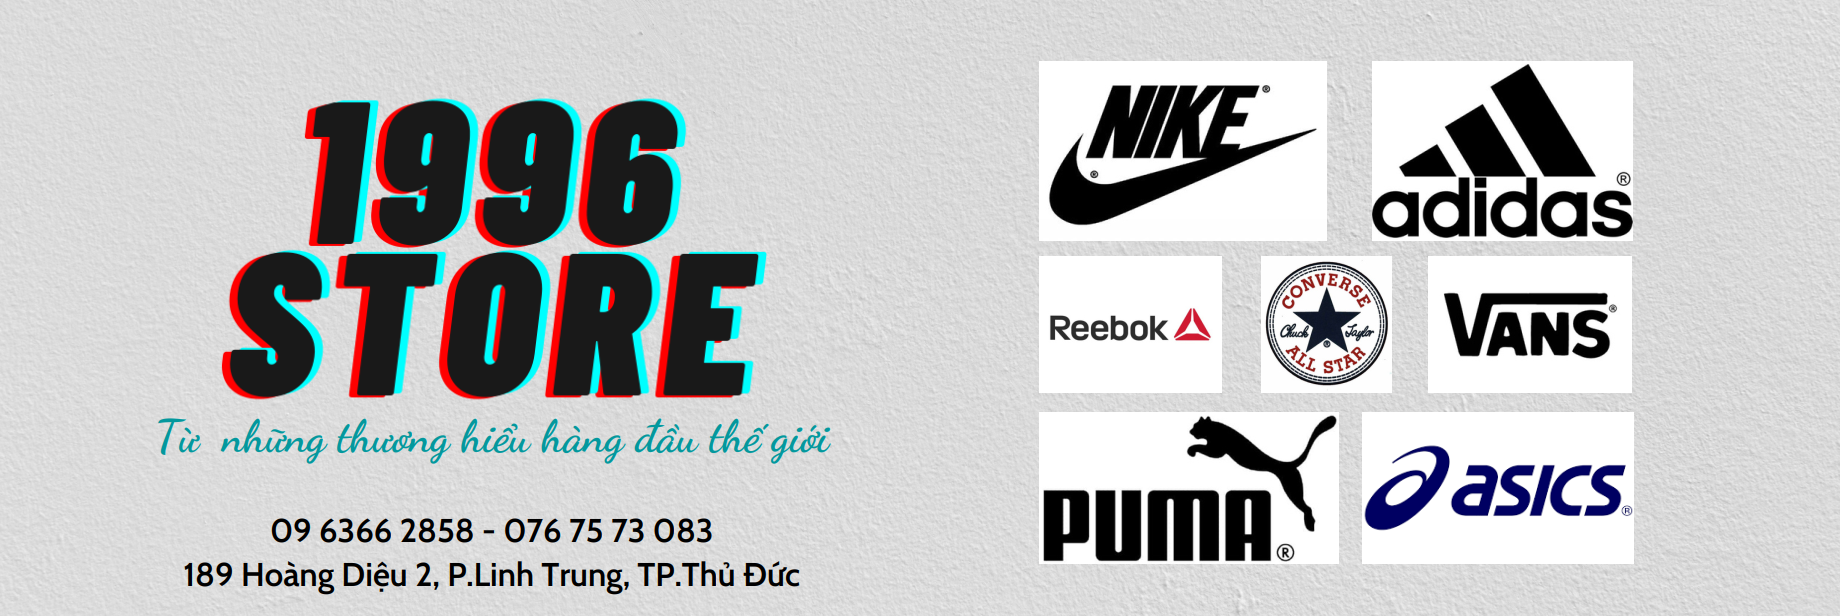 1996
STORE
Từ những thương hiểu hàng đầu thế giới
09 6366 2858 - 076 75 73 083
189 Hoàng Diệu 2, P.Linh Trung, TP.Thủ Đức
NIKE®
®
adidas®
Reebok
CONVERSE
Chuck Taylor
®
ALL STAR
VANS®
PUMA®
asics®